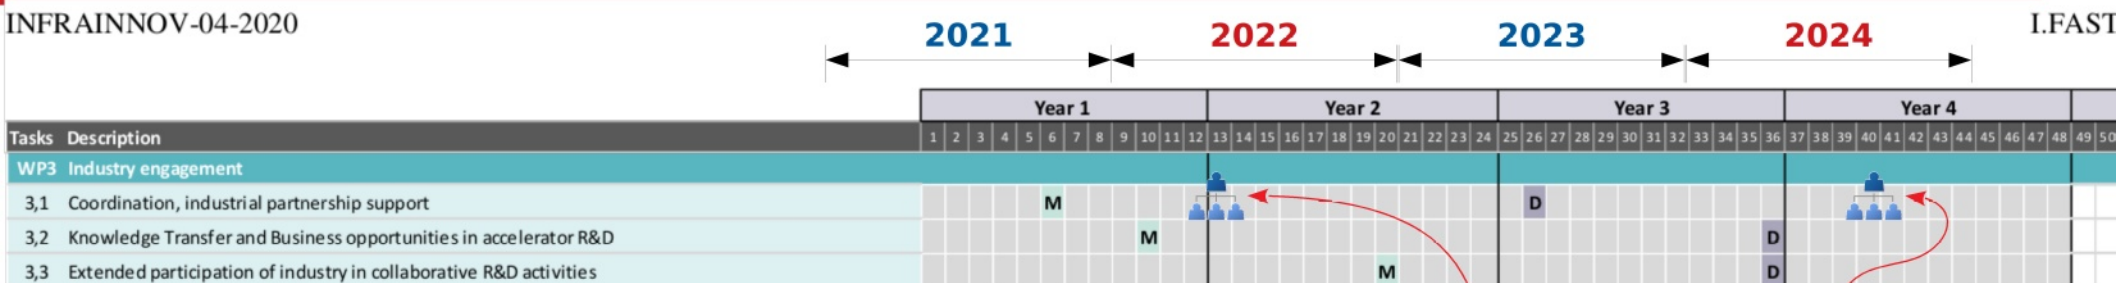 INFRAINNOV-04-2020 2021 2022 2023 2024 I.FAST
Year 1 Year 2 Year 3 Year 4
Tasks Description 1 2 3 4 5 6 7 8 9 10 11 12 13 14 15 16 17 18 19 20 21 22 23 24 25 26 27 28 29 30 31 32 33 34 35 36 37 38 39 40 41 42 43 44 45 46 47 48 49 50
WP3 Industry engagement
3,1 Coordination, industrial partnership support M D
3,2 Knowledge Transfer and Business opportunities in accelerator R&D M D
3,3 Extended participation of industry in collaborative R&D activities M D